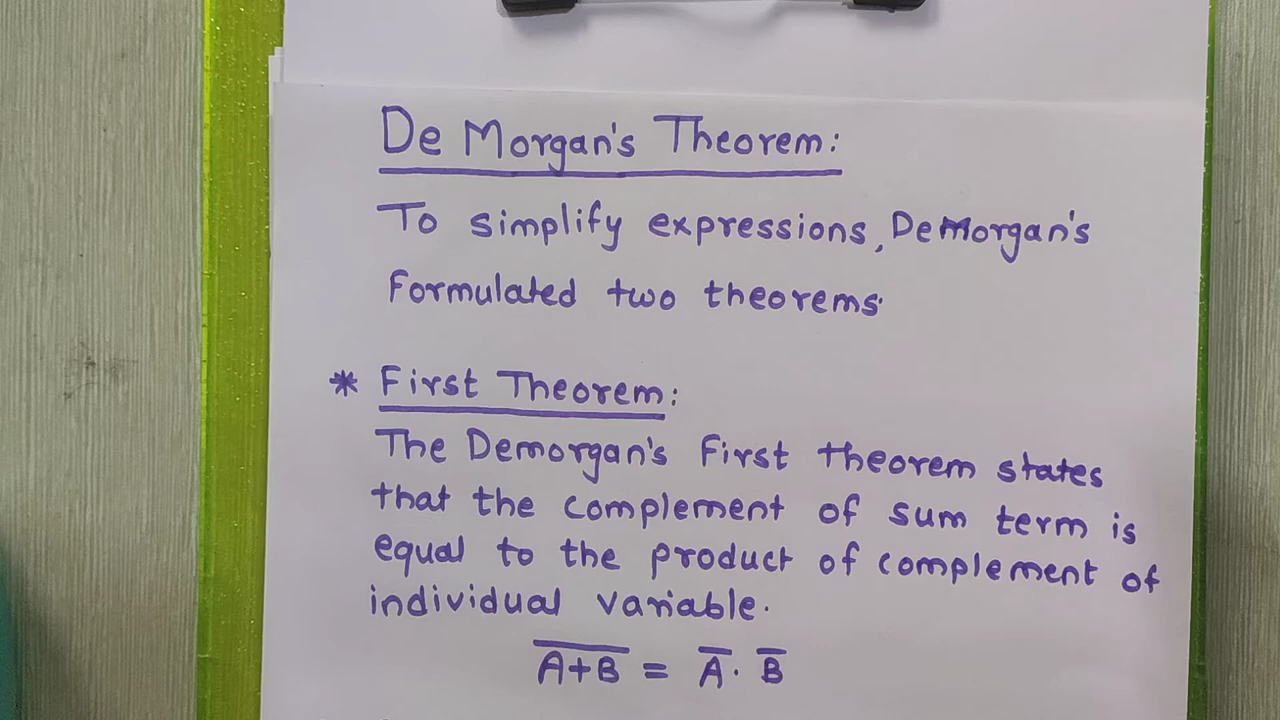 De Morgan's Theorem:
To simplify expressions, DeMorgan's
Formulated two theorems.
* First Theorem:
The Demorgan's First theorem states
that the complement of sum term is
equal to the product of complement of
individual variable.
A̅+̅B̅ = A̅ . B̅